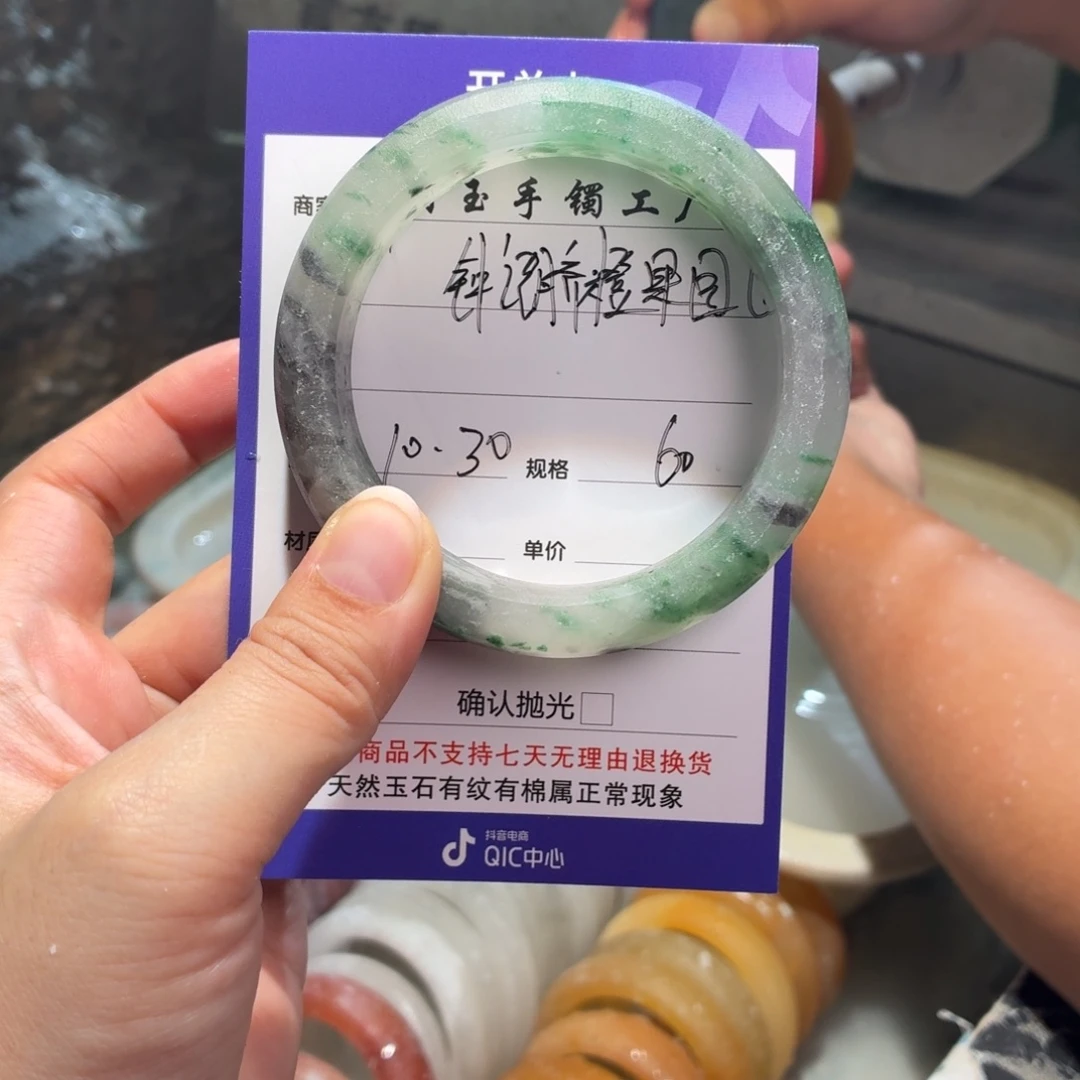 商
玉手镯工厂
10.30 规格 60
材 单价
确认抛光
商品不支持七天无理由退换货
天然玉石有纹有棉属正常现象
抖音电商
QIC中心